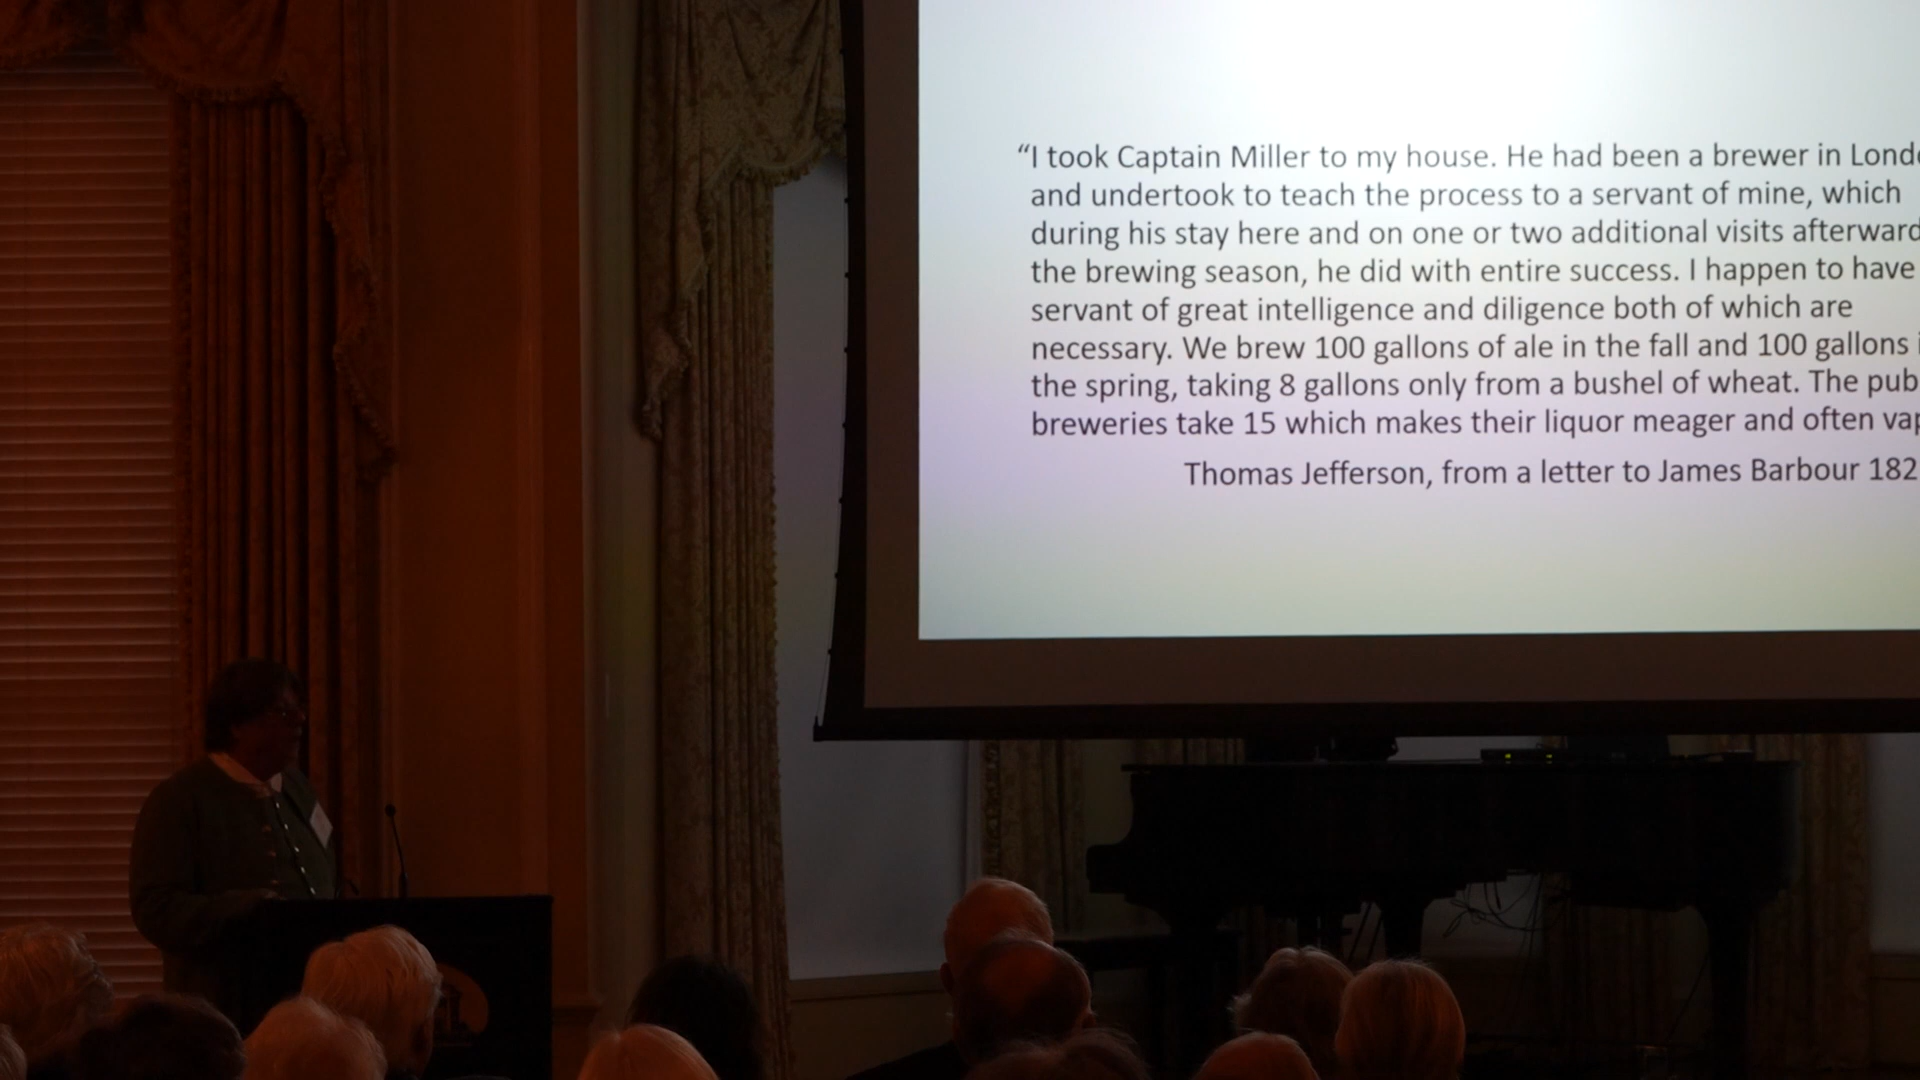 “I took Captain Miller to my house. He had been a brewer in
and undertook to teach the process to a servant of mine, which
during his stay here and on one or two additional visits
the brewing season, he did with entire success. I happen to have
servant of great intelligence and diligence both of which are
necessary. We brew 100 gallons of ale in the fall and 100 gallons
the spring, taking 8 gallons only from a bushel of wheat. The
breweries take 15 which makes their liquor meager and often
Thomas Jefferson, from a letter to James Barbour